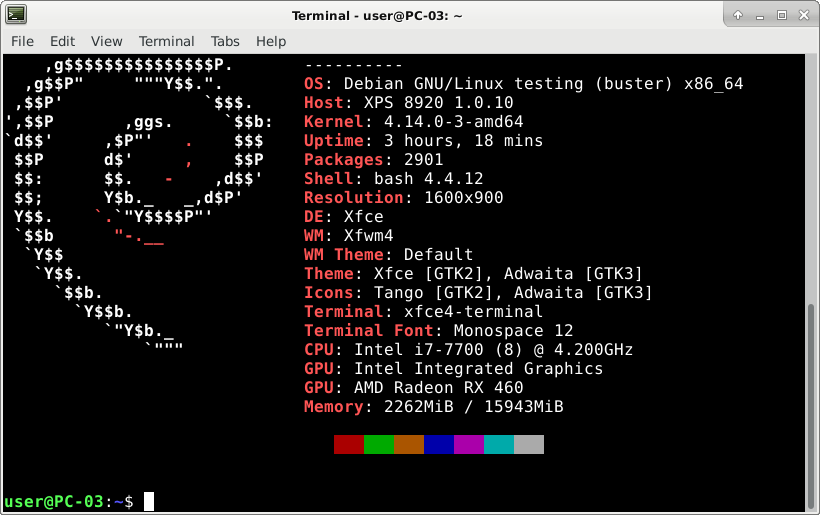 Terminal - user@PC-03: ~
File Edit View Terminal Tabs Help
    ,g$$$$$$$$$$$$$$$P.       ----------
  ,g$$P"     """Y$$.".        OS: Debian GNU/Linux testing (buster) x86_64
 ,$$P'              `$$$.     Host: XPS 8920 1.0.10
',$$P       ,ggs.     `$$b:   Kernel: 4.14.0-3-amd64
`d$$'     ,$P"'   .    $$$    Uptime: 3 hours, 18 mins
 $$P      d$'     ,    $$P    Packages: 2901
 $$:      $$.   -    ,d$$'    Shell: bash 4.4.12
 $$;      Y$b._   _,d$P'      Resolution: 1600x900
 Y$$.    `.`"Y$$$$P"'         DE: Xfce
 `$$b      "-.__              WM: Xfwm4
  `Y$$                        WM Theme: Default
   `Y$$.                      Theme: Xfce [GTK2], Adwaita [GTK3]
     `$$b.                    Icons: Tango [GTK2], Adwaita [GTK3]
       `Y$$b.                 Terminal: xfce4-terminal
          `"Y$b._             Terminal Font: Monospace 12
              `"""            CPU: Intel i7-7700 (8) @ 4.200GHz
                              GPU: Intel Integrated Graphics
                              GPU: AMD Radeon RX 460
                              Memory: 2262MiB / 15943MiB
user@PC-03:~$